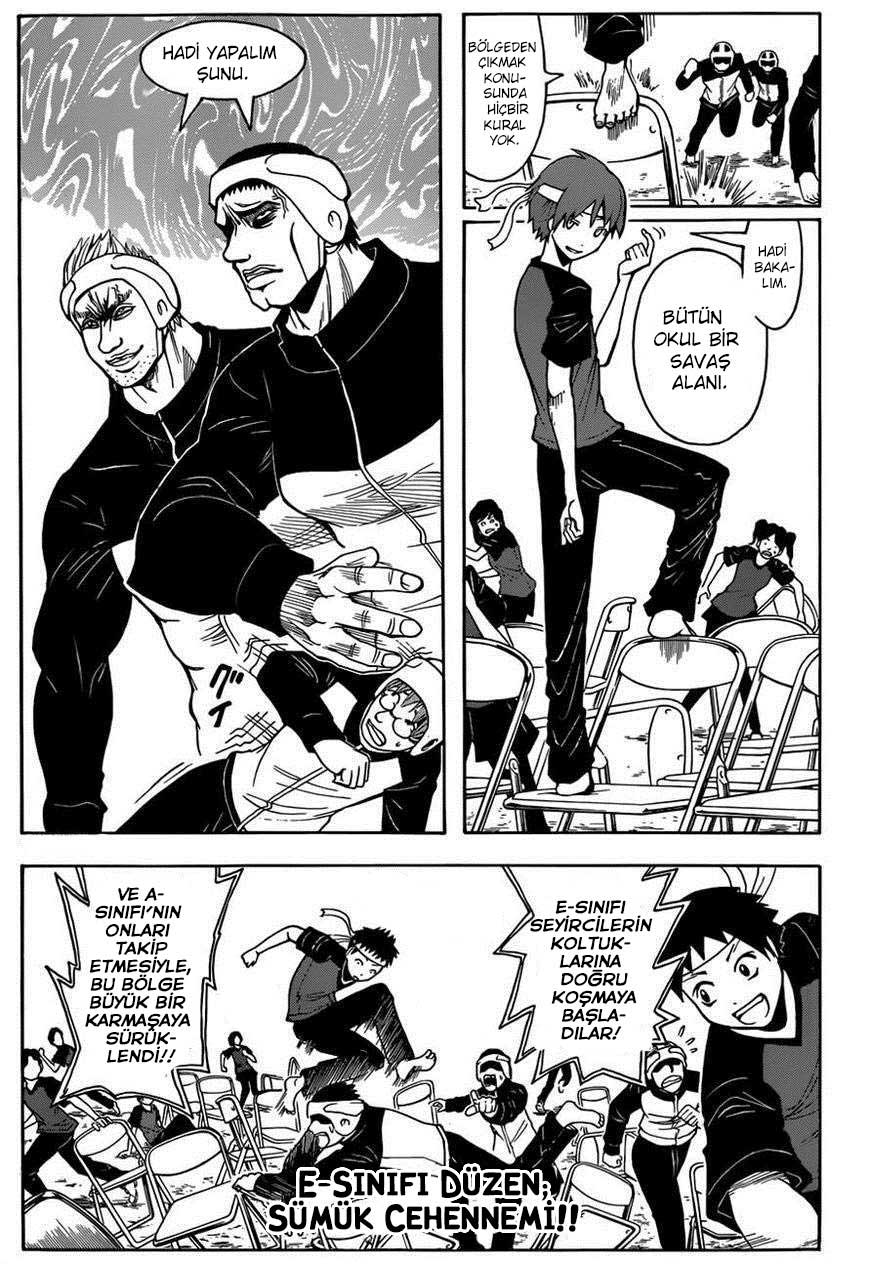 BÖLGEDEN
ÇIKMAK
KONU-
SUNDA
HİÇBİR
KURAL
YOK.
HADİ
BAKA-
LIM.
BÜTÜN
OKUL BİR
SAVAŞ
ALANI.
HADİ YAPALIM
ŞUNU.
グイ
E-SINIFI
SEYİRCİLERİN
KOLTUK-
LARINA
DOĞRU
KOŞMAYA
BAŞLA-
DILAR!
VE A-
SINIFI'NIN
ONLARI
TAKİP
ETMESİYLE,
BU BÖLGE
BÜYÜK BİR
KARMAŞAYA
SÜRÜK-
LENDİ!!
E-SINIFI DÜZEN;
SÜMÜK CEHENNEMİ!!